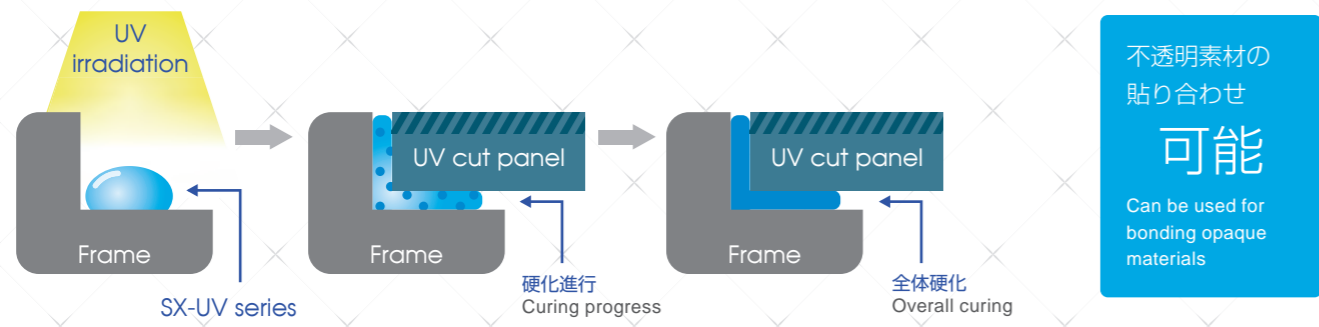 UV
irradiation
Frame
SX-UV series
UV cut panel
Frame
硬化進行
Curing progress
UV cut panel
Frame
全体硬化
Overall curing
不透明素材の
貼り合わせ
可能
Can be used for
bonding opaque
materials